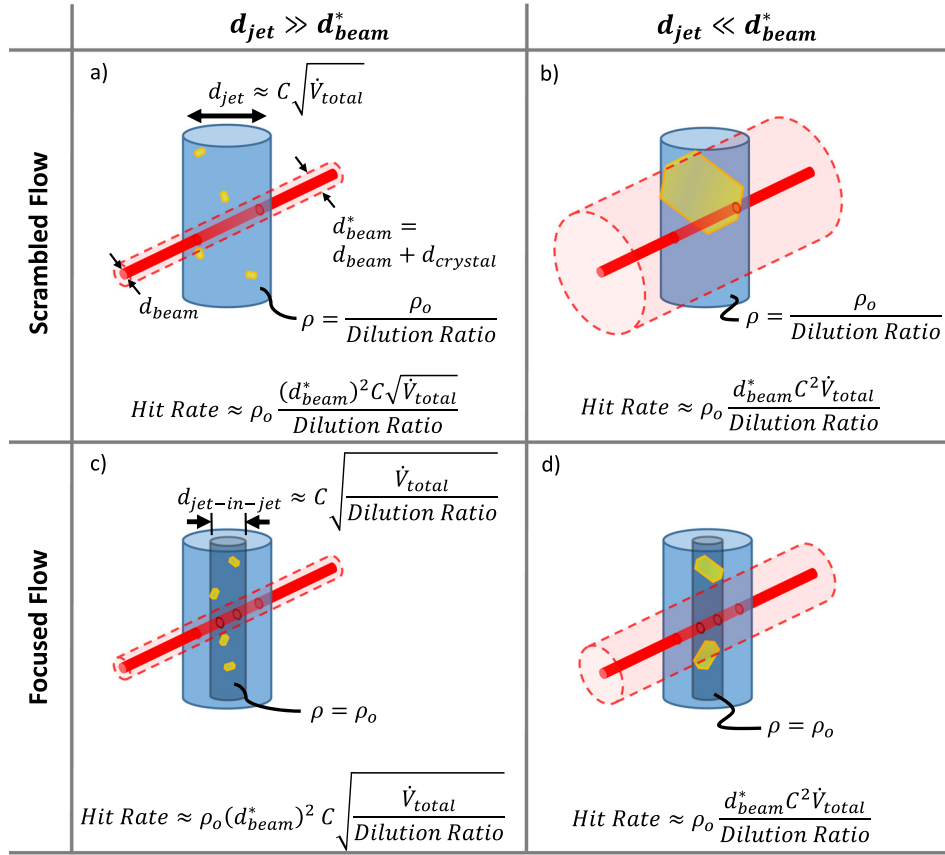 d_jet ≫ d*_beam
d_jet ≪ d*_beam
Scrambled Flow
a)
d_jet ≈ C√V̇_total
d*_beam =
d_beam + d_crystal
d_beam
ρ = ρ_o / Dilution Ratio
Hit Rate ≈ ρ_o (d*_beam)² C√V̇_total / Dilution Ratio
b)
ρ = ρ_o / Dilution Ratio
Hit Rate ≈ ρ_o d*_beam C² V̇_total / Dilution Ratio
Focused Flow
c)
d_jet−in−jet ≈ C√(V̇_total / Dilution Ratio)
ρ = ρ_o
Hit Rate ≈ ρ_o(d*_beam)² C√(V̇_total / Dilution Ratio)
d)
ρ = ρ_o
Hit Rate ≈ ρ_o d*_beam C² V̇_total / Dilution Ratio